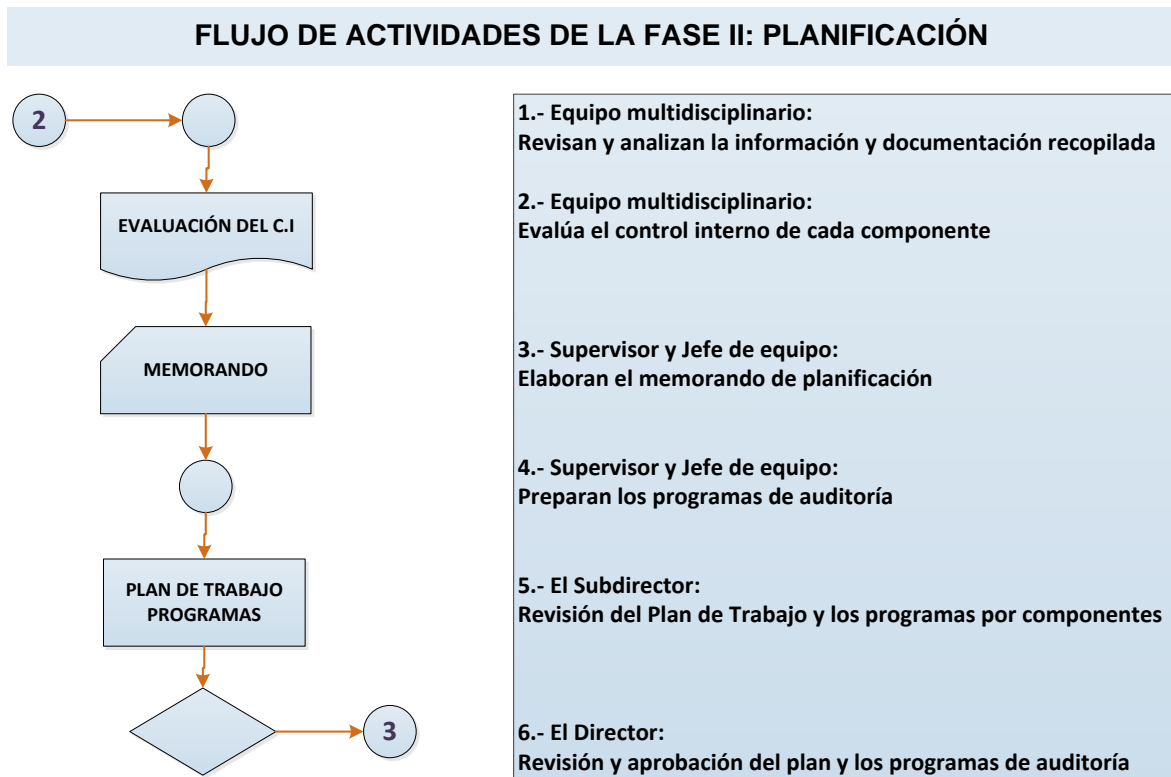 FLUJO DE ACTIVIDADES DE LA FASE II: PLANIFICACIÓN
2
EVALUACIÓN DEL C.I
MEMORANDO
PLAN DE TRABAJO
PROGRAMAS
3
1.- Equipo multidisciplinario:
Revisan y analizan la información y documentación recopilada
2.- Equipo multidisciplinario:
Evalúa el control interno de cada componente
3.- Supervisor y Jefe de equipo:
Elaboran el memorando de planificación
4.- Supervisor y Jefe de equipo:
Preparan los programas de auditoría
5.- El Subdirector:
Revisión del Plan de Trabajo y los programas por componentes
6.- El Director:
Revisión y aprobación del plan y los programas de auditoría